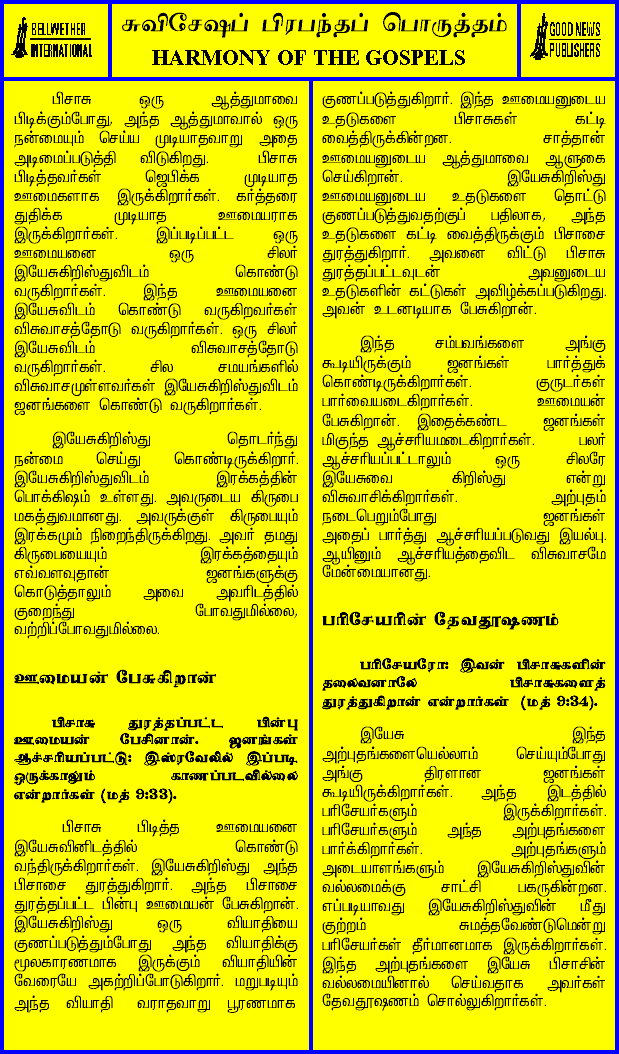 BELLWETHER
INTERNATIONAL
சுவிசேஷப் பிரபந்தப் பொருத்தம்
HARMONY OF THE GOSPELS
GOOD NEWS
PUBLISHERS
பிசாசு ஒரு ஆத்துமாவை
பிடிக்கும்போது, அந்த ஆத்துமாவால் ஒரு
நன்மையும் செய்ய முடியாதவாறு அதை
அடிமைப்படுத்தி விடுகிறது. பிசாசு
பிடித்தவர்கள் ஜெபிக்க முடியாத
ஊமைகளாக இருக்கிறார்கள். கர்த்தரை
துதிக்க முடியாத ஊமையராக
இருக்கிறார்கள். இப்படிப்பட்ட ஒரு
ஊமையனை ஒரு சிலர்
இயேசுகிறிஸ்துவிடம் கொண்டு
வருகிறார்கள். இந்த ஊமையனை
இயேசுவிடம் கொண்டு வருகிறவர்கள்
விசுவாசத்தோடு வருகிறார்கள். ஒரு சிலர்
இயேசுவிடம் விசுவாசத்தோடு
வருகிறார்கள். சில சமயங்களில்
விசுவாசமுள்ளவர்கள் இயேசுகிறிஸ்துவிடம்
ஜனங்களை கொண்டு வருகிறார்கள்.
இயேசுகிறிஸ்து தொடர்ந்து
நன்மை செய்து கொண்டிருக்கிறார்.
இயேசுகிறிஸ்துவிடம் இரக்கத்தின்
பொக்கிஷம் உள்ளது. அவருடைய கிருபை
மகத்துவமானது. அவருக்குள் கிருபையும்
இரக்கமும் நிறைந்திருக்கிறது. அவர் தமது
கிருபையையும் இரக்கத்தையும்
எவ்வளவுதான் ஜனங்களுக்கு
கொடுத்தாலும் அவை அவரிடத்தில்
குறைந்து போவதுமில்லை,
வற்றிப்போவதுமில்லை.
ஊமையன் பேசுகிறான்
பிசாசு துரத்தப்பட்ட பின்பு
ஊமையன் பேசினான். ஜனங்கள்
ஆச்சரியப்பட்டு: இஸ்ரவேலில் இப்படி
ஒருக்காலும் காணப்படவில்லை
என்றார்கள் (மத் 9:33).
பிசாசு பிடித்த ஊமையனை
இயேசுவினிடத்தில் கொண்டு
வந்திருக்கிறார்கள். இயேசுகிறிஸ்து அந்த
பிசாசை துரத்துகிறார். அந்த பிசாசை
துரத்தப்பட்ட பின்பு ஊமையன் பேசுகிறான்.
இயேசுகிறிஸ்து ஒரு வியாதியை
குணப்படுத்தும்போது அந்த வியாதிக்கு
மூலகாரணமாக இருக்கும் வியாதியின்
வேரையே அகற்றிப்போடுகிறார். மறுபடியும்
அந்த வியாதி வராதவாறு பூரணமாக
குணப்படுத்துகிறார். இந்த ஊமையனுடைய
உதடுகளை பிசாசுகள் கட்டி
வைத்திருக்கின்றன. சாத்தான்
ஊமையனுடைய ஆத்துமாவை ஆளுகை
செய்கிறான். இயேசுகிறிஸ்து
ஊமையனுடைய உதடுகளை தொட்டு
குணப்படுத்துவதற்குப் பதிலாக, அந்த
உதடுகளை கட்டி வைத்திருக்கும் பிசாசை
துரத்துகிறார். அவனை விட்டு பிசாசு
துரத்தப்பட்டவுடன் அவனுடைய
உதடுகளின் கட்டுகள் அவிழ்க்கப்படுகிறது.
அவன் உடனடியாக பேசுகிறான்.
இந்த சம்பவங்களை அங்கு
கூடியிருக்கும் ஜனங்கள் பார்த்துக்
கொண்டிருக்கிறார்கள். குருடர்கள்
பார்வையடைகிறார்கள். ஊமையன்
பேசுகிறான். இதைக்கண்ட ஜனங்கள்
மிகுந்த ஆச்சரியமடைகிறார்கள். பலர்
ஆச்சரியப்பட்டாலும் ஒரு சிலரே
இயேசுவை கிறிஸ்து என்று
விசுவாசிக்கிறார்கள். அற்புதம்
நடைபெறும்போது ஜனங்கள்
அதைப் பார்த்து ஆச்சரியப்படுவது இயல்பு.
ஆயினும் ஆச்சரியத்தைவிட விசுவாசமே
மேன்மையானது.
பரிசேயரின் தேவதூஷணம்
பரிசேயரோ: இவன் பிசாசுகளின்
தலைவனாலே பிசாசுகளைத்
துரத்துகிறான் என்றார்கள் (மத் 9:34).
இயேசு இந்த
அற்புதங்களையெல்லாம் செய்யும்போது
அங்கு திரளான ஜனங்கள்
கூடியிருக்கிறார்கள். அந்த இடத்தில்
பரிசேயர்களும் இருக்கிறார்கள்.
பரிசேயர்களும் அந்த அற்புதங்களை
பார்க்கிறார்கள். அற்புதங்களும்
அடையாளங்களும் இயேசுகிறிஸ்துவின்
வல்லமைக்கு சாட்சி பகருகின்றன.
எப்படியாவது இயேசுகிறிஸ்துவின் மீது
குற்றம் சுமத்தவேண்டுமென்று
பரிசேயர்கள் தீர்மானமாக இருக்கிறார்கள்.
இந்த அற்புதங்களை இயேசு பிசாசின்
வல்லமையினால் செய்வதாக அவர்கள்
தேவதூஷணம் சொல்லுகிறார்கள்.